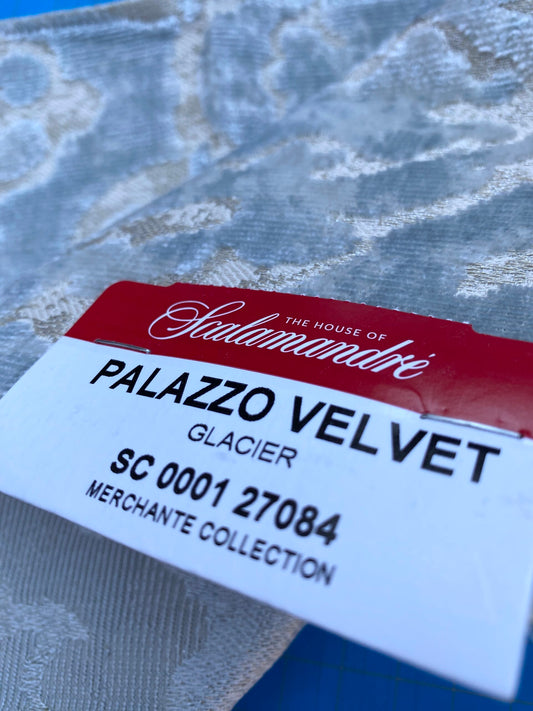 THE HOUSE OF
Scalamandré
PALAZZO VELVET
GLACIER
SC 0001 27084
MERCHANTE COLLECTION